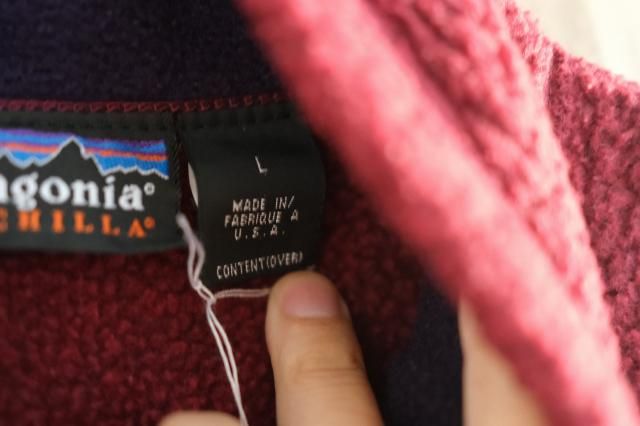 agonia®
CHILLA®
L
MADE IN/
FABRIQUE A
U.S.A.
CONTENT(OVER)